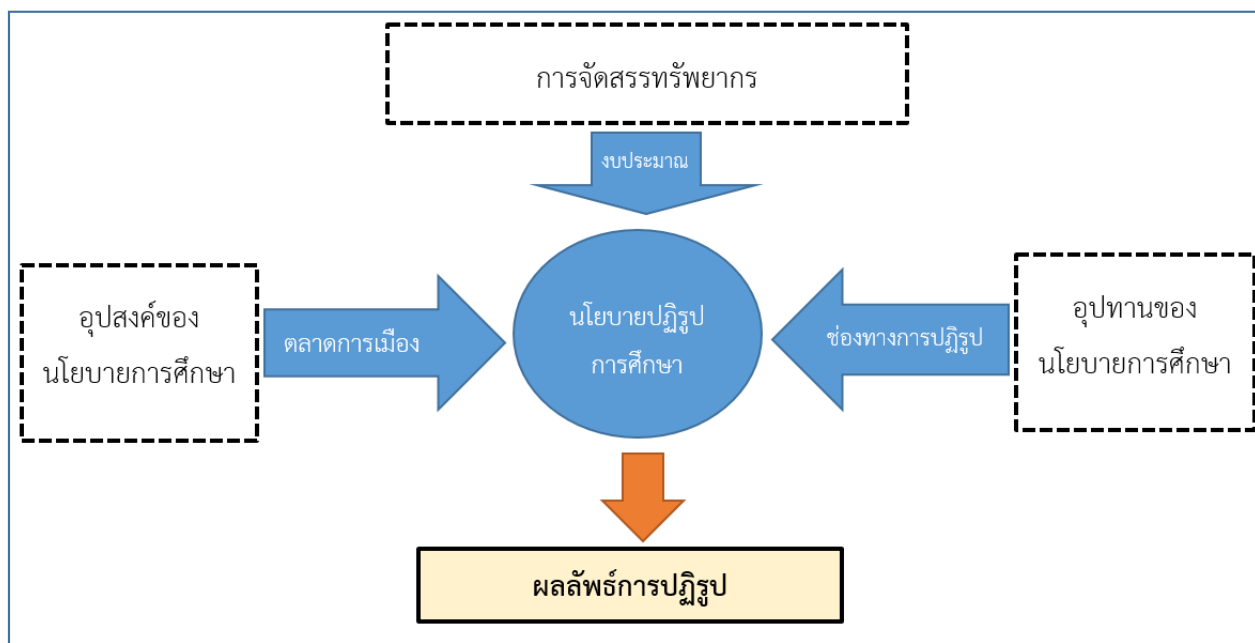 การจัดสรรทรัพยากร
งบประมาณ
อุปสงค์ของ
นโยบายการศึกษา
ตลาดการเมือง
นโยบายปฏิรูป
การศึกษา
ช่องทางการปฏิรูป
อุปทานของ
นโยบายการศึกษา
ผลลัพธ์การปฏิรูป